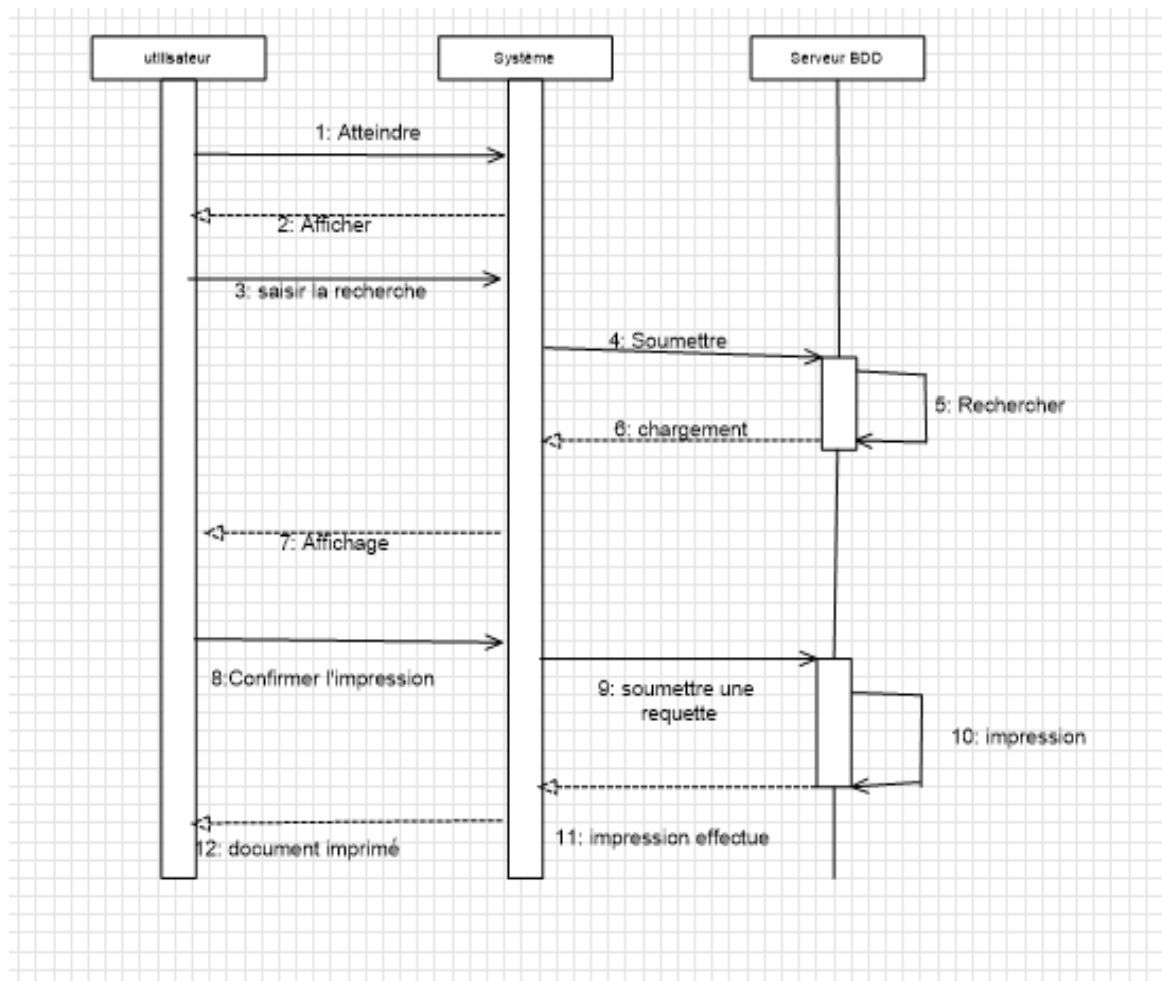 utilisateur
Système
Serveur BDD
1: Atteindre
2: Afficher
3: saisir la recherche
4: Soumettre
5: Rechercher
6: chargement
7: Affichage
8:Confirmer l'impression
9: soumettre une
requette
10: impression
11: impression effectue
12: document imprimé